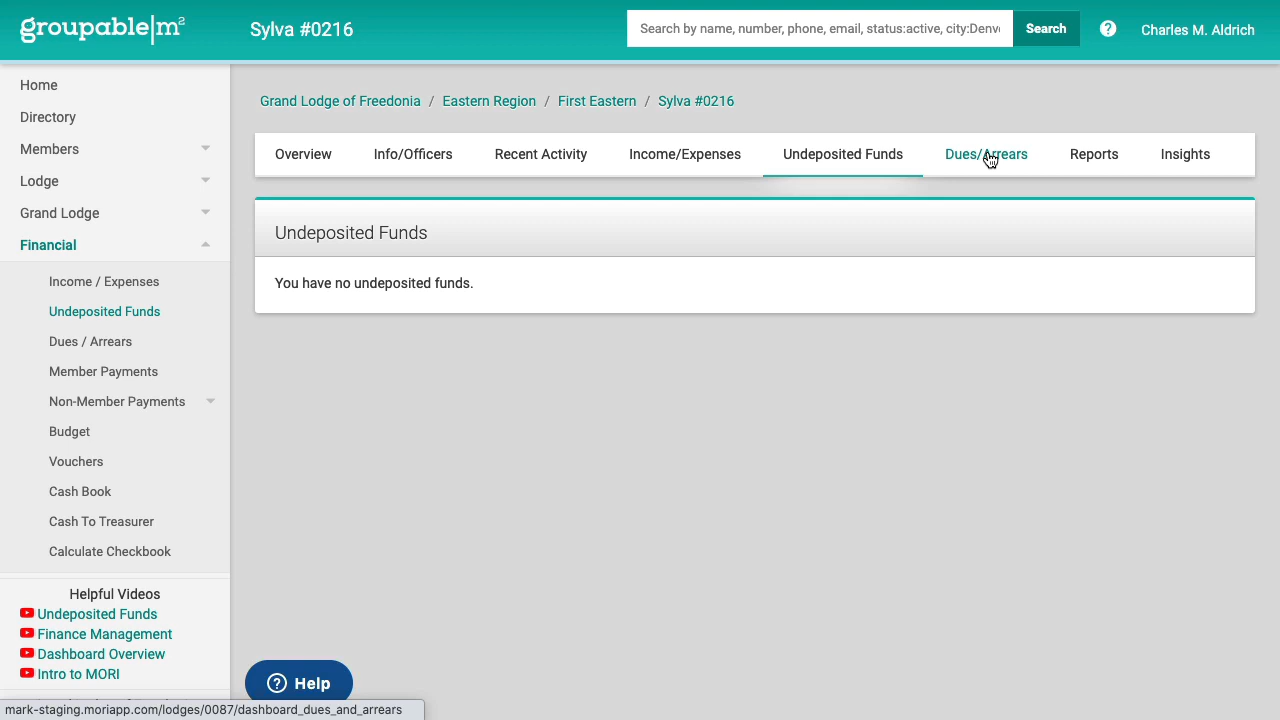 groupable|m²
Sylva #0216
Search by name, number, phone, email, status:active, city:Denv
Search
Charles M. Aldrich
Home
Directory
Members
Lodge
Grand Lodge
Financial
Income / Expenses
Undeposited Funds
Dues / Arrears
Member Payments
Non-Member Payments
Budget
Vouchers
Cash Book
Cash To Treasurer
Calculate Checkbook
Helpful Videos
Undeposited Funds
Finance Management
Dashboard Overview
Intro to MORI
Grand Lodge of Freedonia / Eastern Region / First Eastern / Sylva #0216
Overview Info/Officers Recent Activity Income/Expenses Undeposited Funds Dues/Arrears Reports Insights
Undeposited Funds
You have no undeposited funds.
? Help
mark-staging.moriapp.com/lodges/0087/dashboard_dues_and_arrears